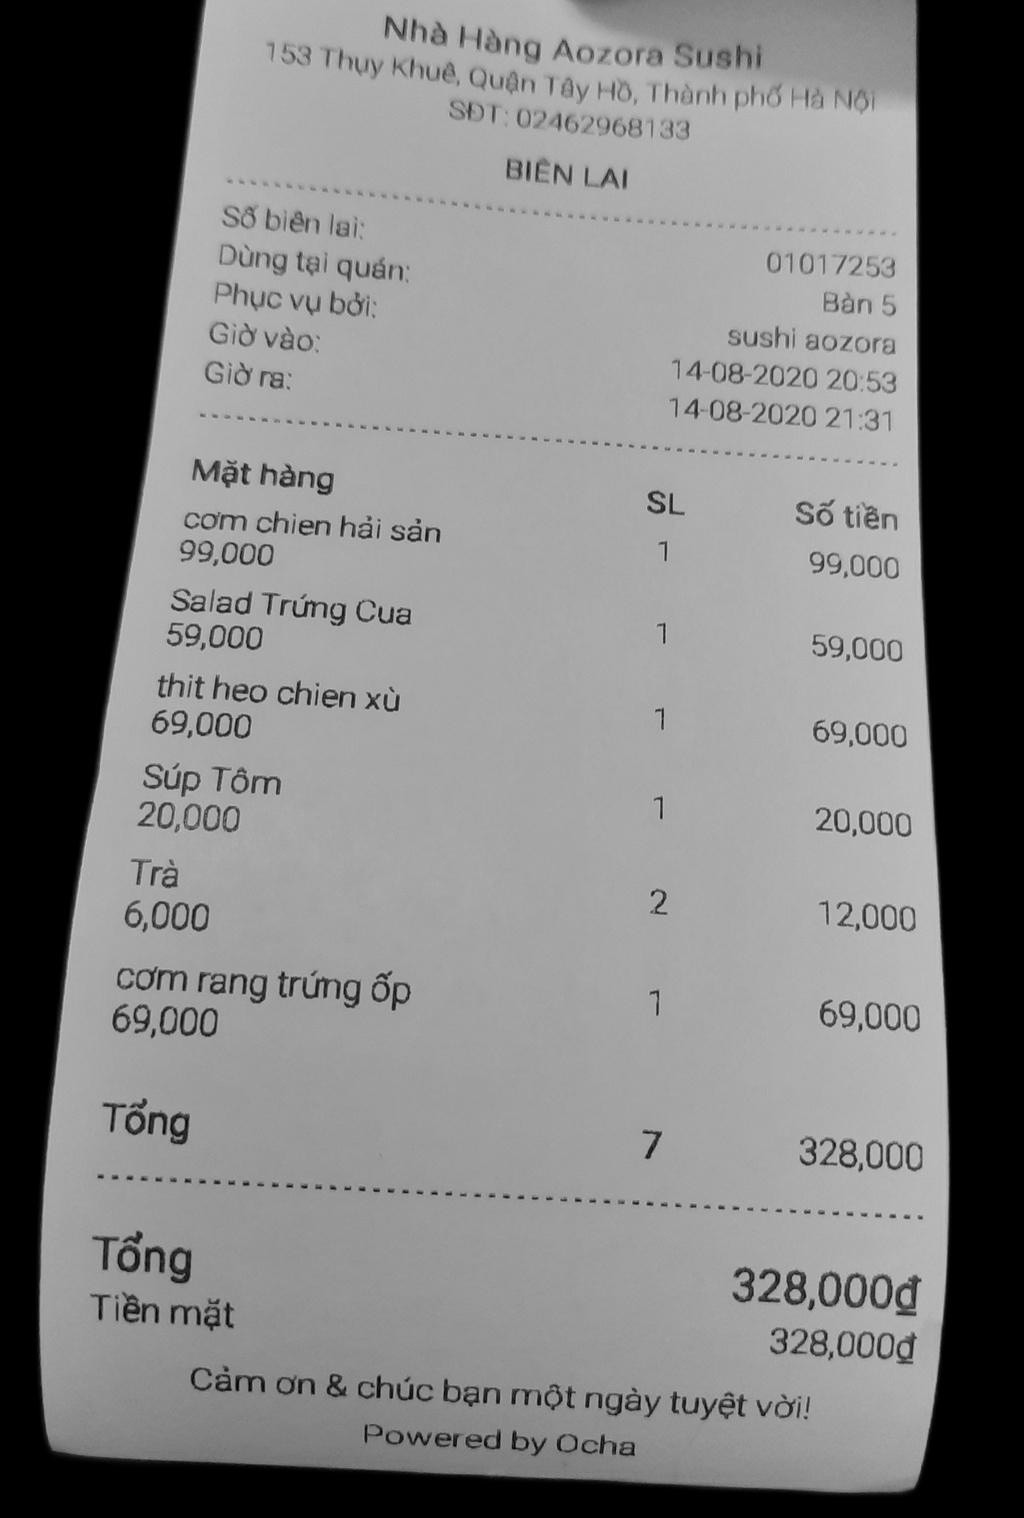 Nhà Hàng Aozora Sushi
153 Thụy Khuê, Quận Tây Hồ, Thành phố Hà Nội
SĐT: 02462968133
BIÊN LAI
Số biên lai: 01017253
Dùng tại quán: Bàn 5
Phục vụ bởi: sushi aozora
Giờ vào: 14-08-2020 20:53
Giờ ra: 14-08-2020 21:31
Mặt hàng SL Số tiền
cơm chien hải sản
99,000 1 99,000
Salad Trứng Cua
59,000 1 59,000
thit heo chien xù
69,000 1 69,000
Súp Tôm
20,000 1 20,000
Trà
6,000 2 12,000
cơm rang trứng ốp
69,000 1 69,000
Tổng 7 328,000
Tổng 328,000₫
Tiền mặt 328,000₫
Cảm ơn & chúc bạn một ngày tuyệt vời!
Powered by Ocha